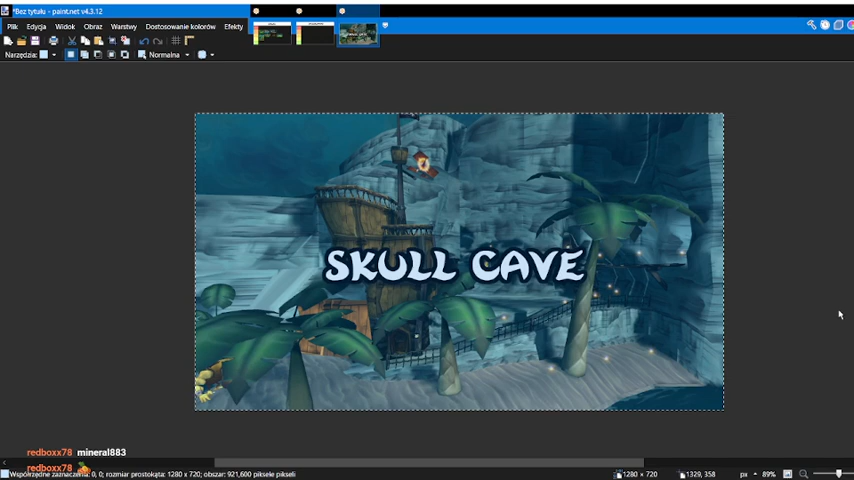 *Bez tytułu - paint.net v4.3.12
Plik Edycja Widok Obraz Warstwy Dostosowanie kolorów Efekty
Narzędzia: Normalna
SKULL CAVE
redboxx78 mineral883
redboxx78
Współrzędne zaznaczenia: 0, 0; rozmiar prostokąta: 1280 x 720; obszar: 921,600 piksele pikseli 1280 × 720 1329, 358 px 89%